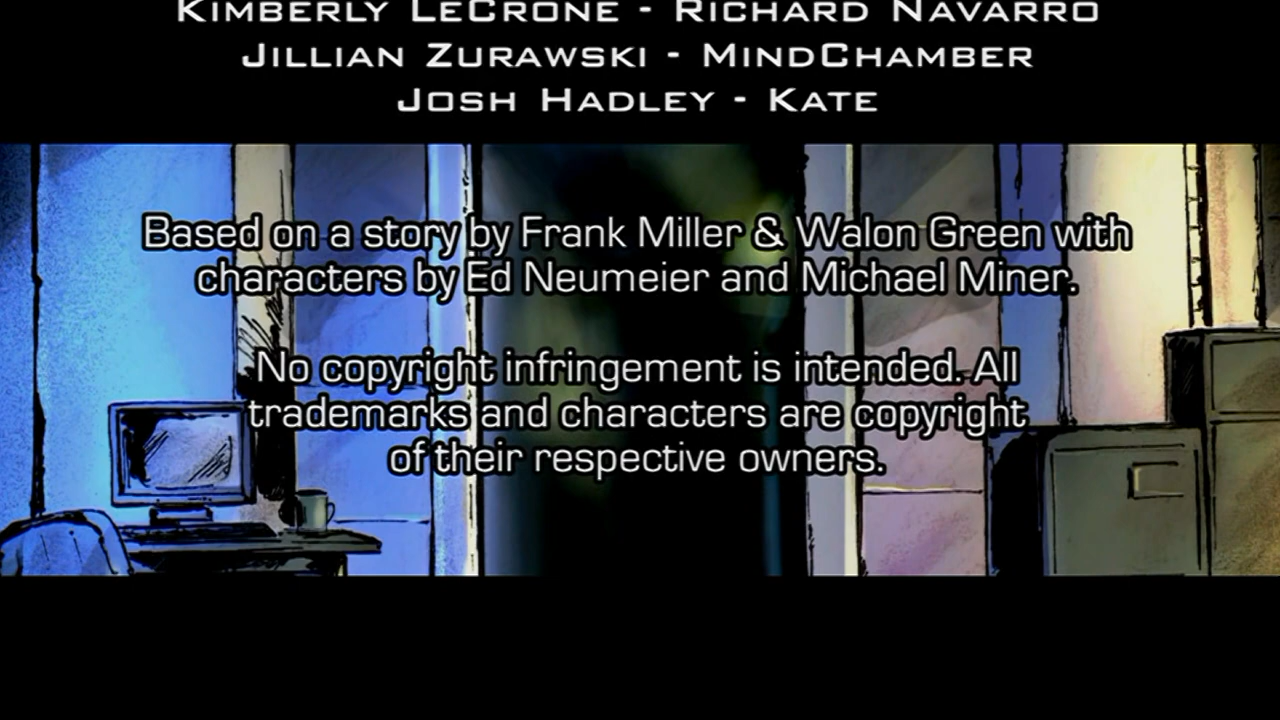 Kimberly LeCrone - Richard Navarro
Jillian Zurawski - MindChamber
Josh Hadley - Kate
Based on a story by Frank Miller & Walon Green with
characters by Ed Neumeier and Michael Miner.
No copyright infringement is intended. All
trademarks and characters are copyright
of their respective owners.